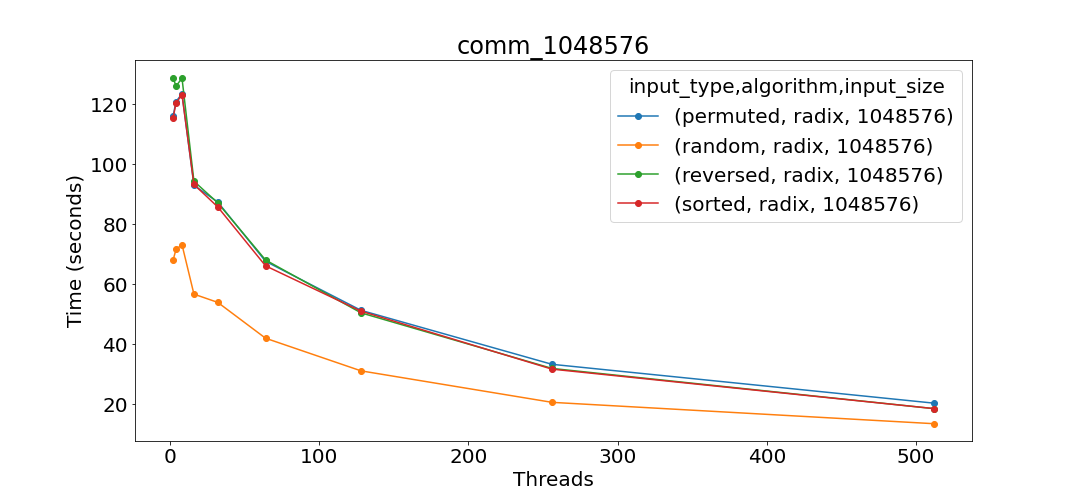 comm_1048576
input_type,algorithm,input_size
(permuted, radix, 1048576)
(random, radix, 1048576)
(reversed, radix, 1048576)
(sorted, radix, 1048576)
Time (seconds)
120
100
80
60
40
20
0 100 200 300 400 500
Threads